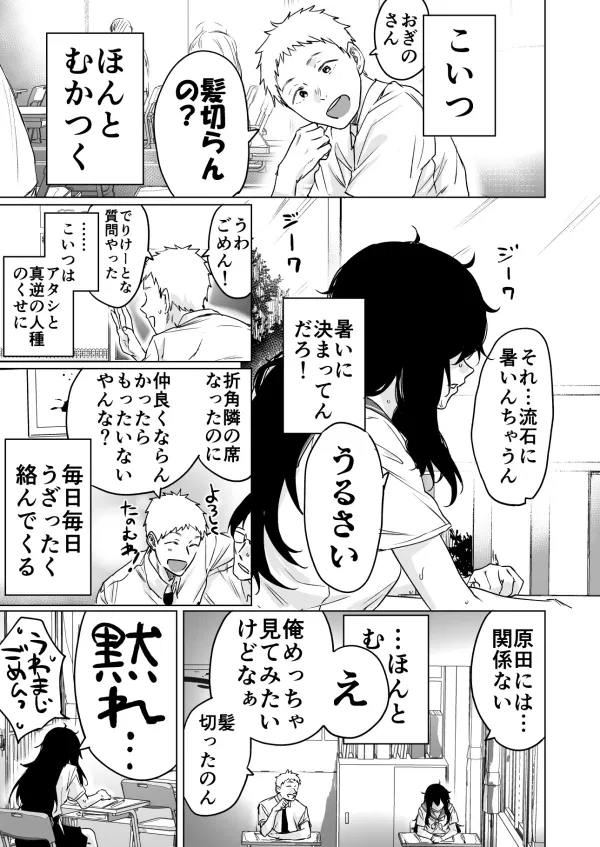 おぎの
さん
こいつ
髪切らん
の?
ほんと
むかつく
ジーワ
ジーワ
それ…流石に
暑いんちゃうん
暑いに
決まってん
だろ!
うるさい
うわ
ごめん!
でりけーとな
質問やった
……
こいつは
アタシと
真逆の人種
のくせに
折角隣の席
なったのに
仲良くならん
かったら
もったいない
やんな?
よろしく
たのむわ
毎日毎日
うざったく
絡んでくる
原田には…
関係ない
…ほんと
む
え
俺めっちゃ
見てみたい
けどなぁ
髪
切ったのん
黙れ…
うわまじ
ごめんっ